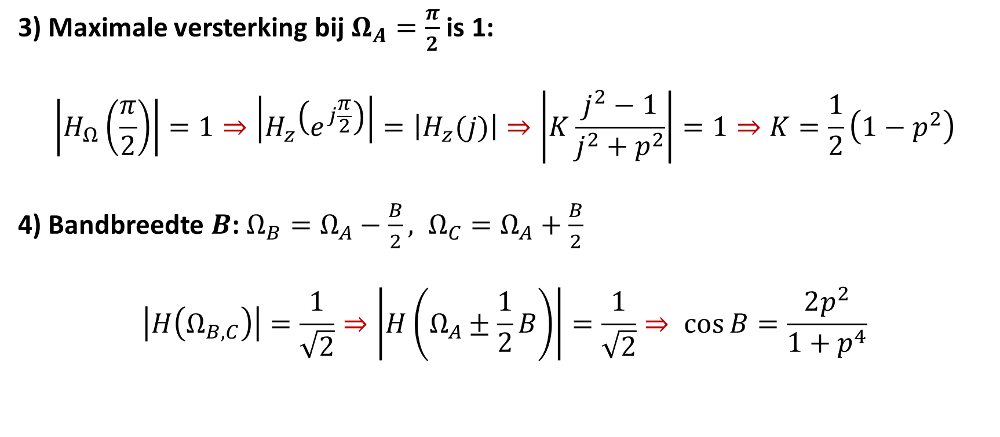 3) Maximale versterking bij Ω_A = π/2 is 1:
|H_Ω(π/2)| = 1 ⇒ |H_z(e^{jπ/2})| = |H_z(j)| ⇒ |K (j² − 1)/(j² + p²)| = 1 ⇒ K = 1/2 (1 − p²)
4) Bandbreedte B: Ω_B = Ω_A − B/2, Ω_C = Ω_A + B/2
|H(Ω_{B,C})| = 1/√2 ⇒ |H(Ω_A ± 1/2 B)| = 1/√2 ⇒ cos B = 2p²/(1 + p⁴)